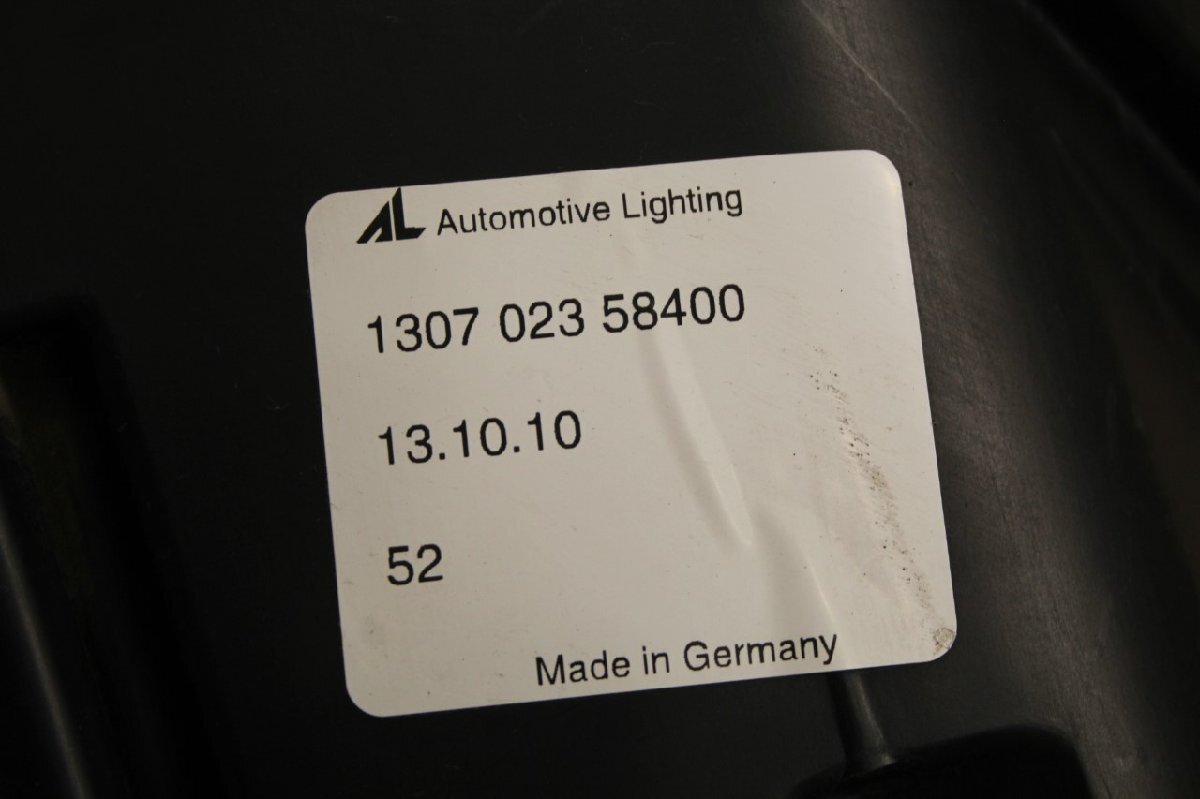 AL Automotive Lighting
1307 023 58400
13.10.10
52
Made in Germany